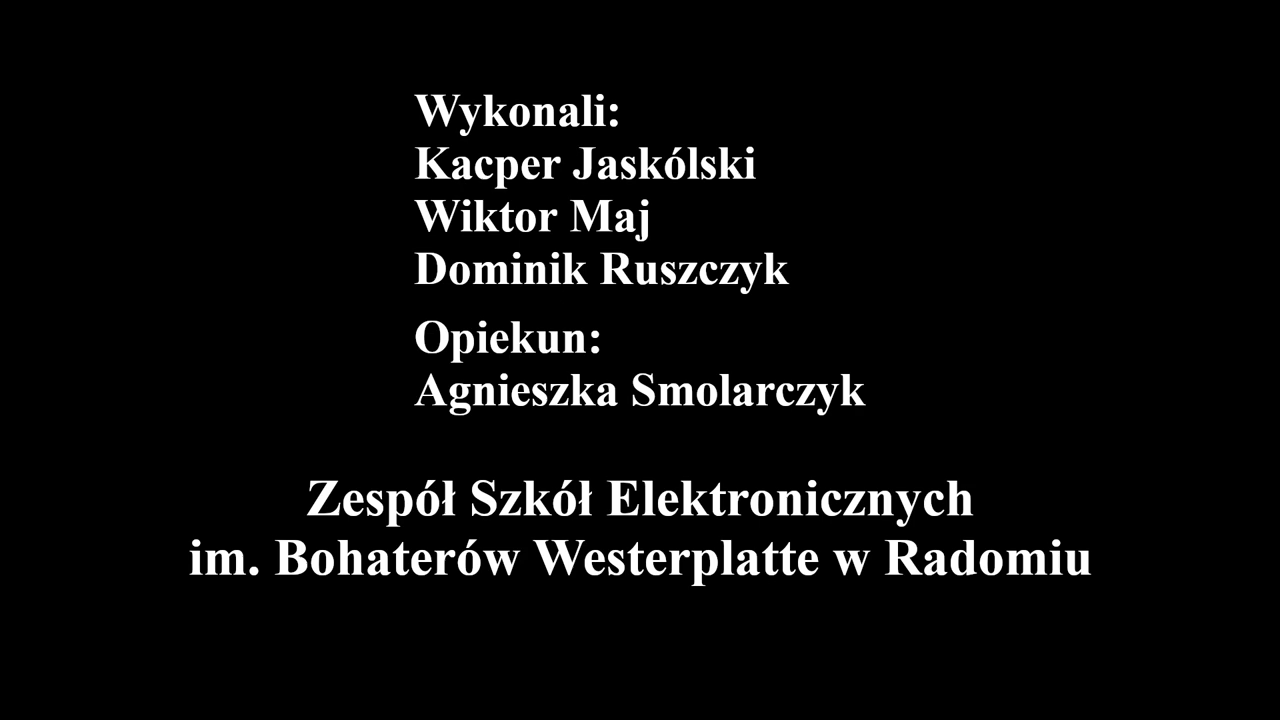 Wykonali:
Kacper Jaskólski
Wiktor Maj
Dominik Ruszczyk
Opiekun:
Agnieszka Smolarczyk
Zespół Szkół Elektronicznych
im. Bohaterów Westerplatte w Radomiu